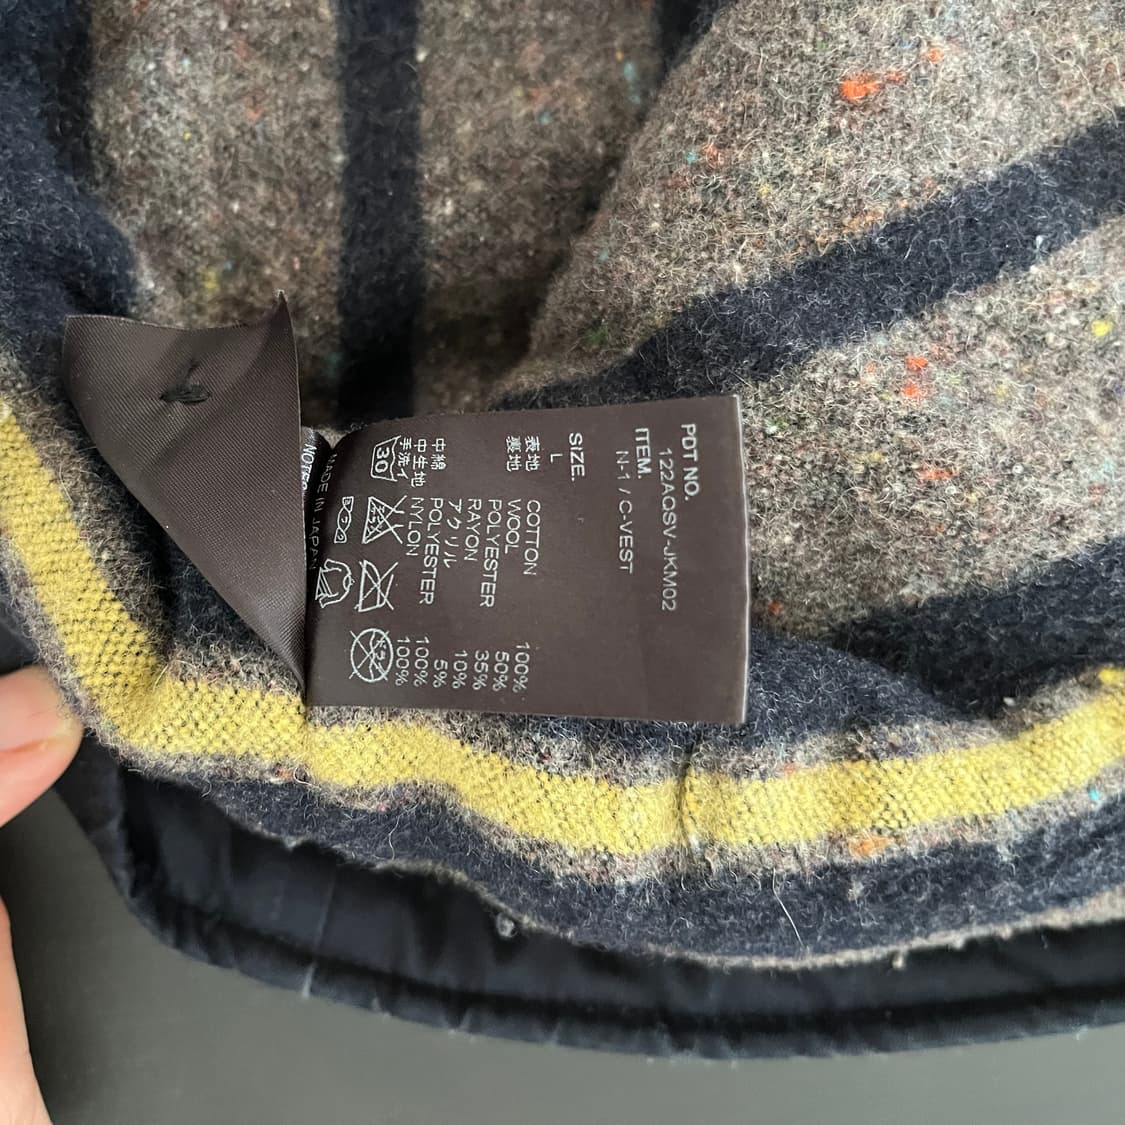 PDT NO.
122AQSV-JKM02
ITEM.
N-1 / C-VEST
SIZE.
L
表地 COTTON 100%
裏地 WOOL 50%
POLYESTER 35%
RAYON 10%
アクリル 5%
中綿 POLYESTER 100%
中生地 NYLON 100%
手洗イ
30
MADE IN JAPAN